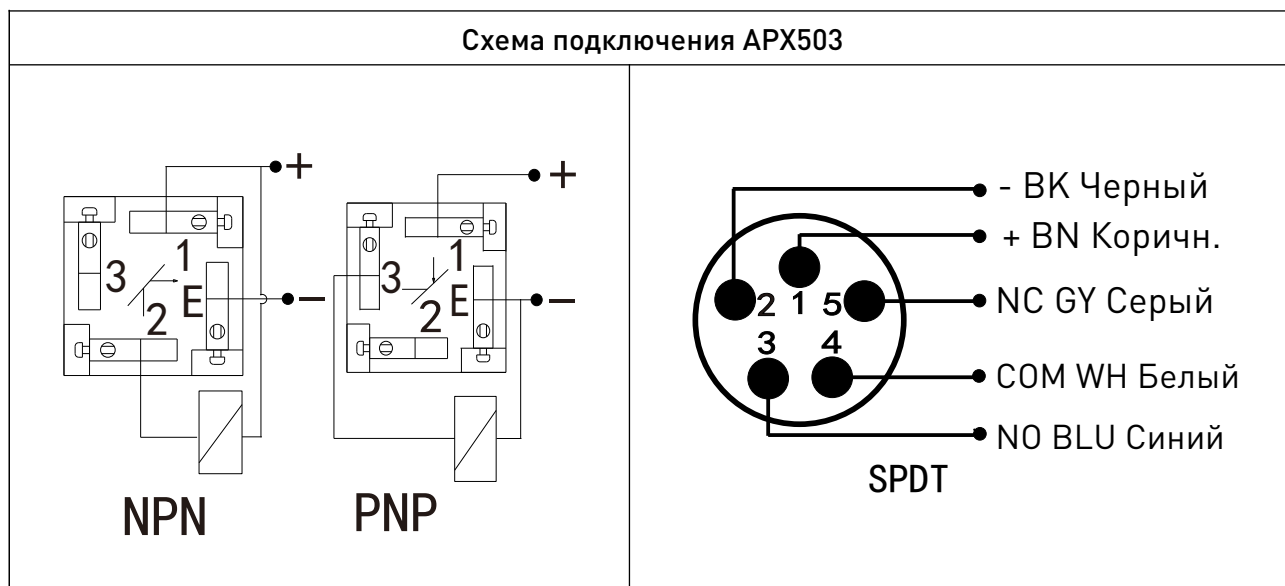 Схема подключения APX503
+
3
1
E
2
−
NPN
+
3
1
E
2
−
PNP
- BK Черный
+ BN Коричн.
2
1
5
NC GY Серый
3
4
COM WH Белый
NO BLU Синий
SPDT